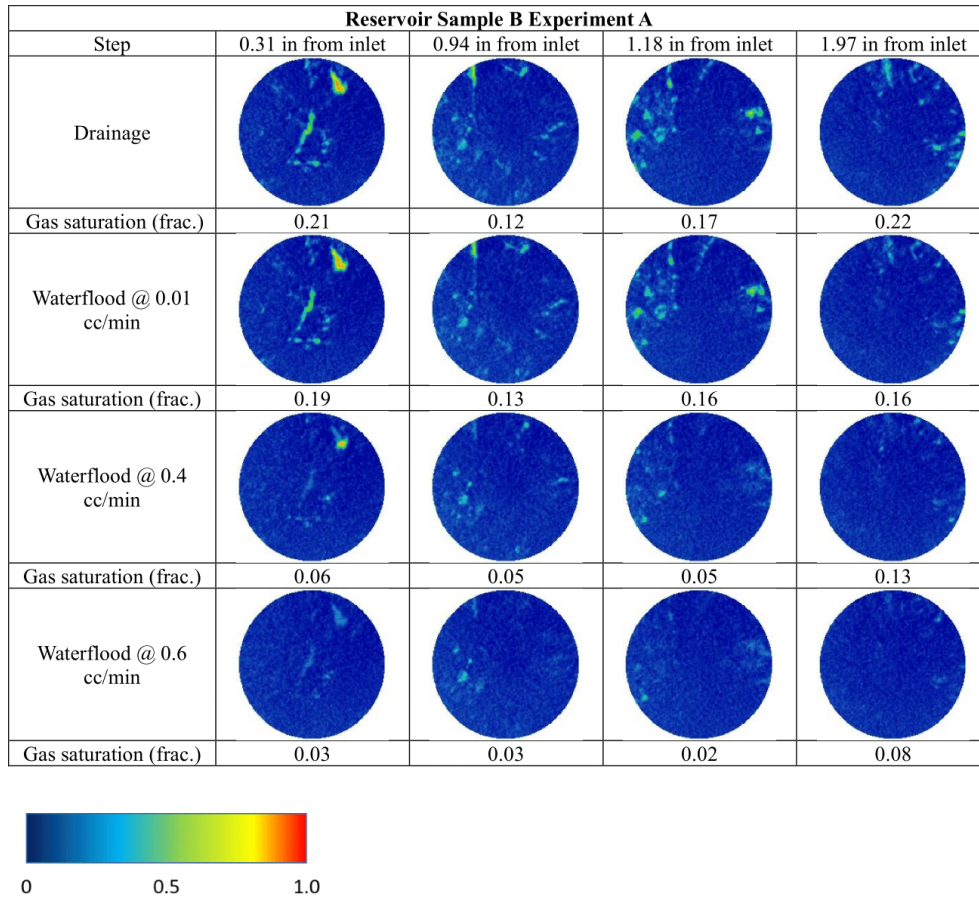 Reservoir Sample B Experiment A
Step 0.31 in from inlet 0.94 in from inlet 1.18 in from inlet 1.97 in from inlet
Drainage
Gas saturation (frac.) 0.21 0.12 0.17 0.22
Waterflood @ 0.01
cc/min
Gas saturation (frac.) 0.19 0.13 0.16 0.16
Waterflood @ 0.4
cc/min
Gas saturation (frac.) 0.06 0.05 0.05 0.13
Waterflood @ 0.6
cc/min
Gas saturation (frac.) 0.03 0.03 0.02 0.08
0 0.5 1.0